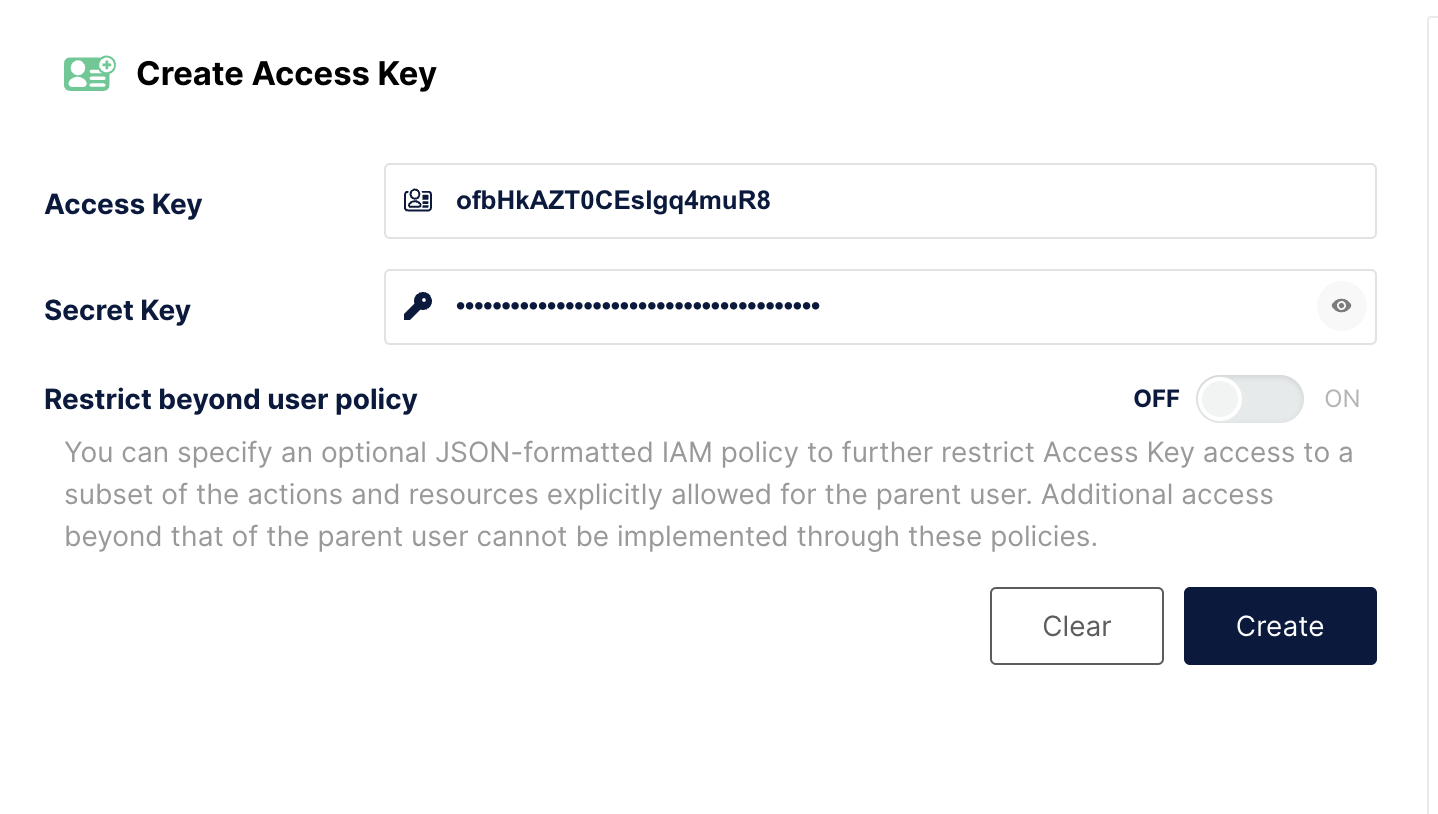 Create Access Key
Access Key
ofbHkAZT0CEsIgq4muR8
Secret Key
••••••••••••••••••••••••••••••••••••••••
Restrict beyond user policy
OFF ON
You can specify an optional JSON-formatted IAM policy to further restrict Access Key access to a
subset of the actions and resources explicitly allowed for the parent user. Additional access
beyond that of the parent user cannot be implemented through these policies.
Clear Create